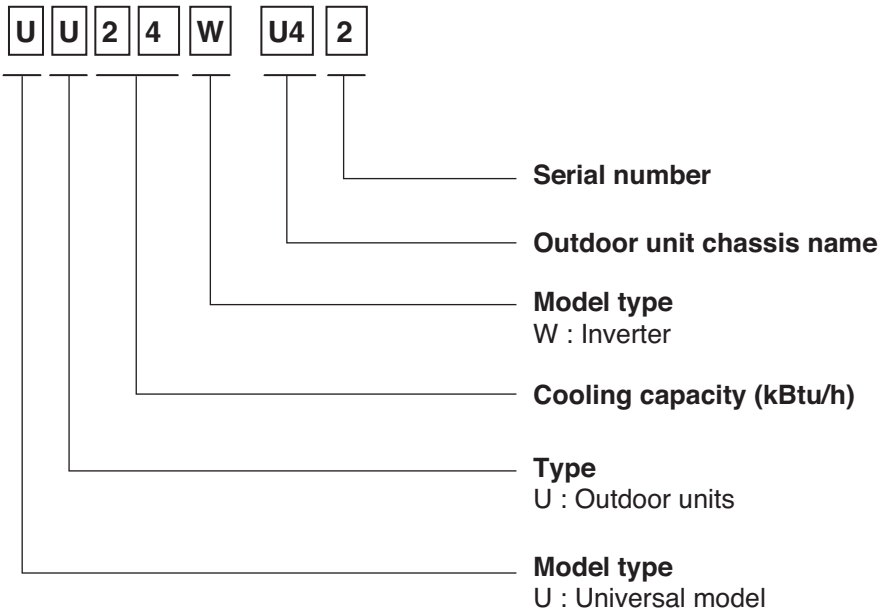 U U 2 4 W U4 2
Serial number
Outdoor unit chassis name
Model type
W : Inverter
Cooling capacity (kBtu/h)
Type
U : Outdoor units
Model type
U : Universal model